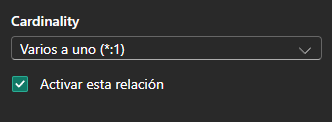 Cardinality
Varios a uno (*:1)
Activar esta relación